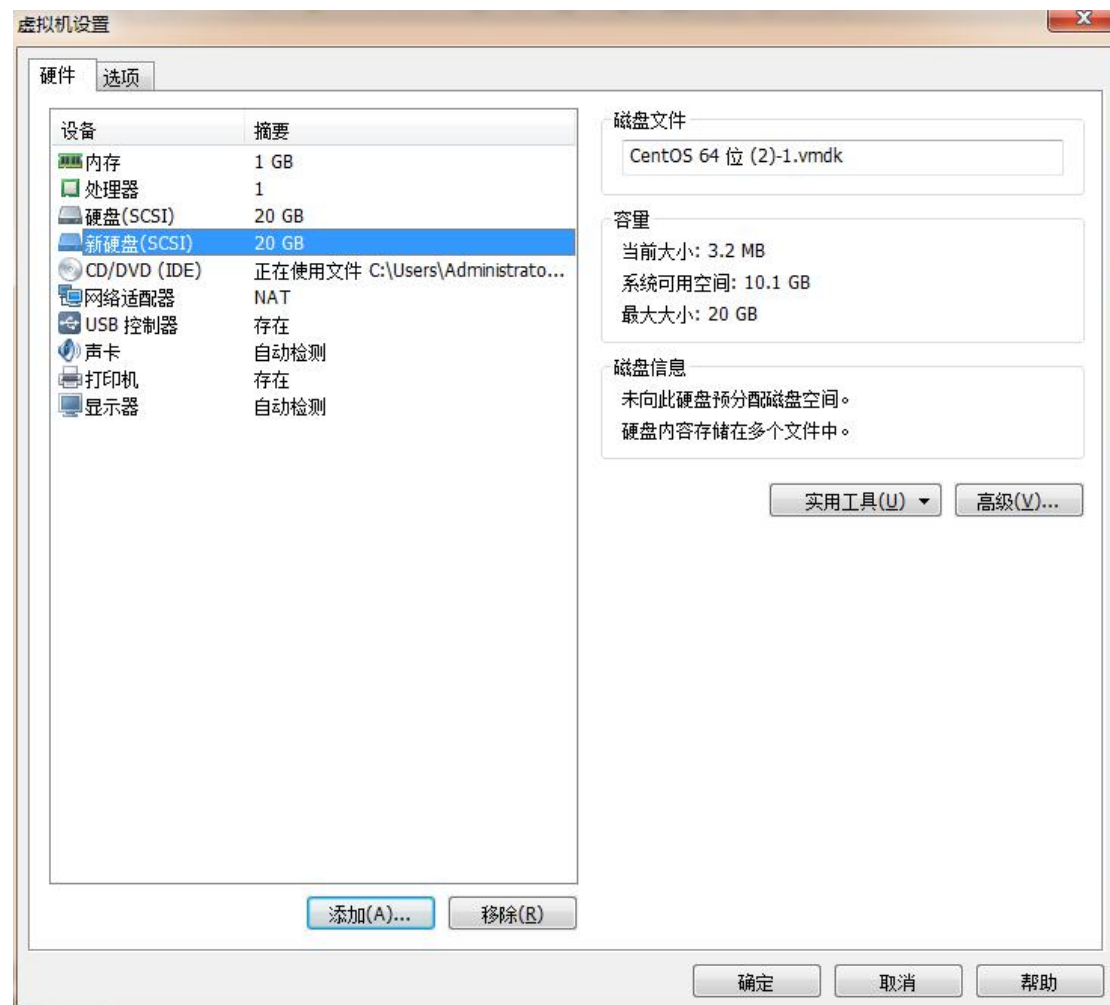 虚拟机设置
硬件 选项
设备 摘要
内存 1 GB
处理器 1
硬盘(SCSI) 20 GB
新硬盘(SCSI) 20 GB
CD/DVD (IDE) 正在使用文件 C:\Users\Administrato...
网络适配器 NAT
USB 控制器 存在
声卡 自动检测
打印机 存在
显示器 自动检测
添加(A)... 移除(R)
磁盘文件
CentOS 64 位 (2)-1.vmdk
容量
当前大小: 3.2 MB
系统可用空间: 10.1 GB
最大大小: 20 GB
磁盘信息
未向此硬盘预分配磁盘空间。
硬盘内容存储在多个文件中。
实用工具(U) 高级(V)...
确定 取消 帮助